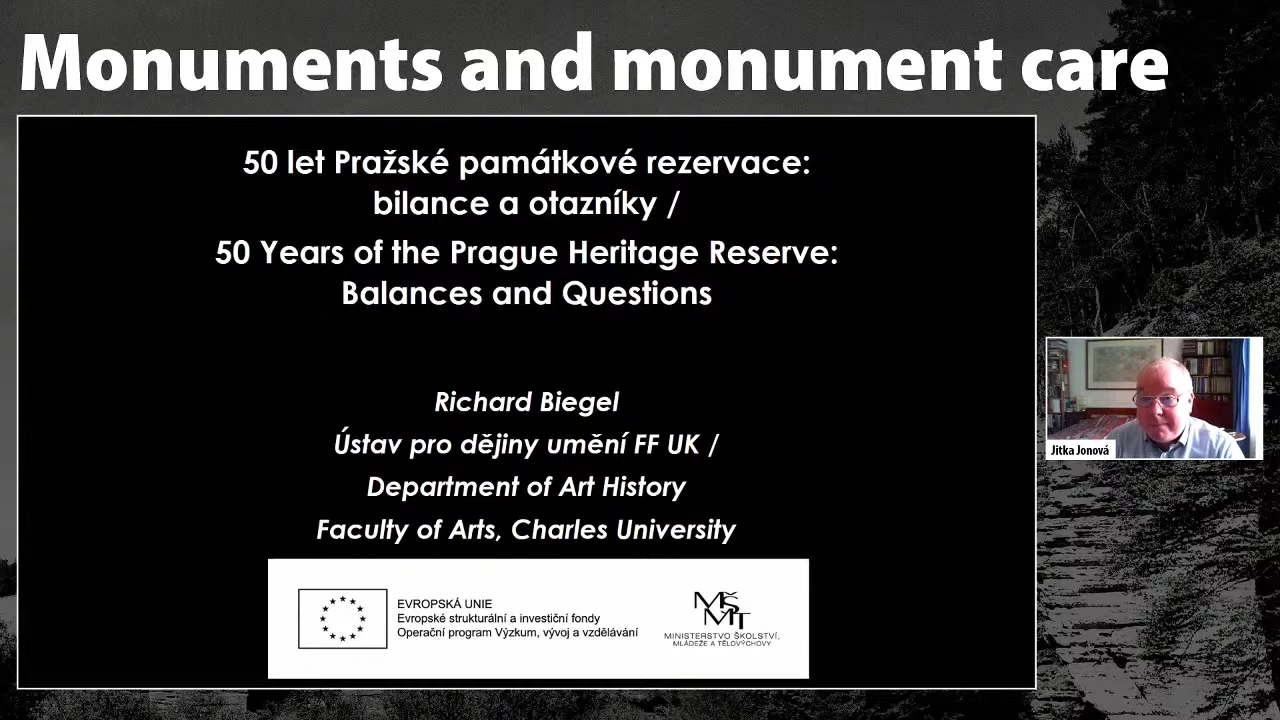 Monuments and monument care
50 let Pražské památkové rezervace:
bilance a otazníky /
50 Years of the Prague Heritage Reserve:
Balances and Questions
Richard Biegel
Ústav pro dějiny umění FF UK /
Department of Art History
Faculty of Arts, Charles University
EVROPSKÁ UNIE
Evropské strukturální a investiční fondy
Operační program Výzkum, vývoj a vzdělávání
MŠMT
MINISTERSTVO ŠKOLSTVÍ,
MLÁDEŽE A TĚLOVÝCHOVY
Jitka Jonová